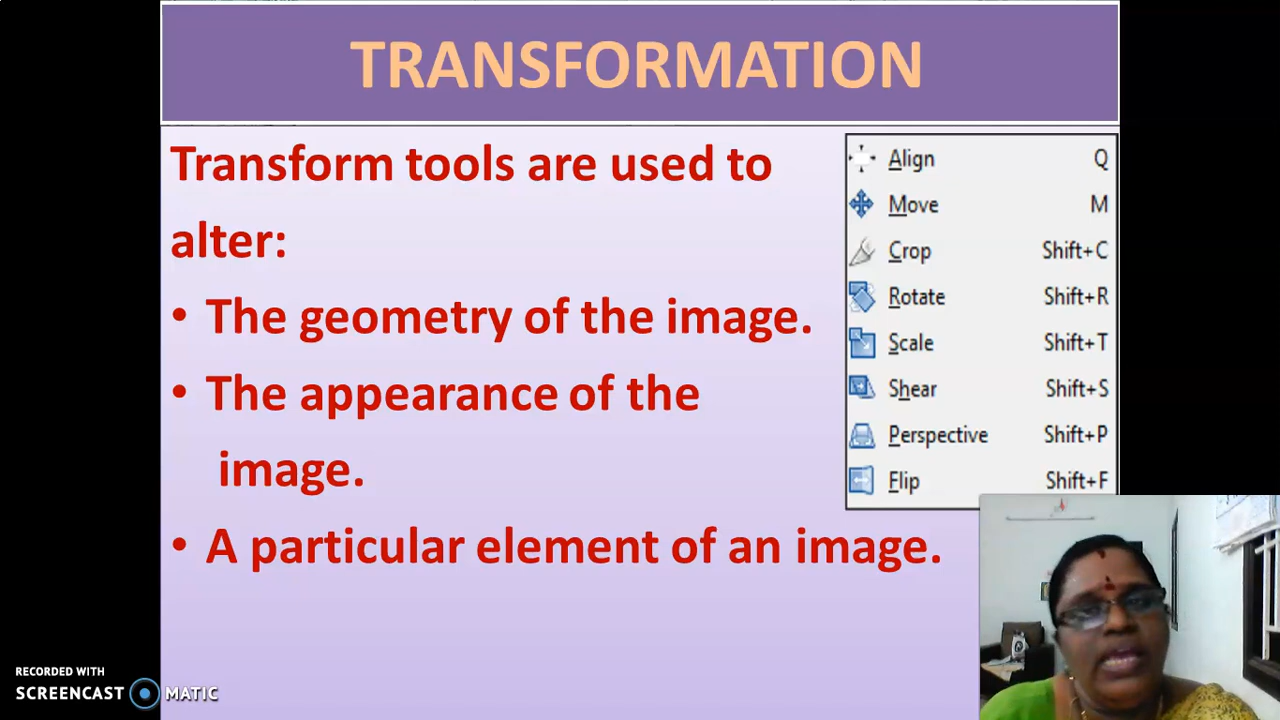 TRANSFORMATION
Transform tools are used to
alter:
• The geometry of the image.
• The appearance of the
image.
• A particular element of an image.
Align Q
Move M
Crop Shift+C
Rotate Shift+R
Scale Shift+T
Shear Shift+S
Perspective Shift+P
Flip Shift+F
RECORDED WITH
SCREENCAST MATIC